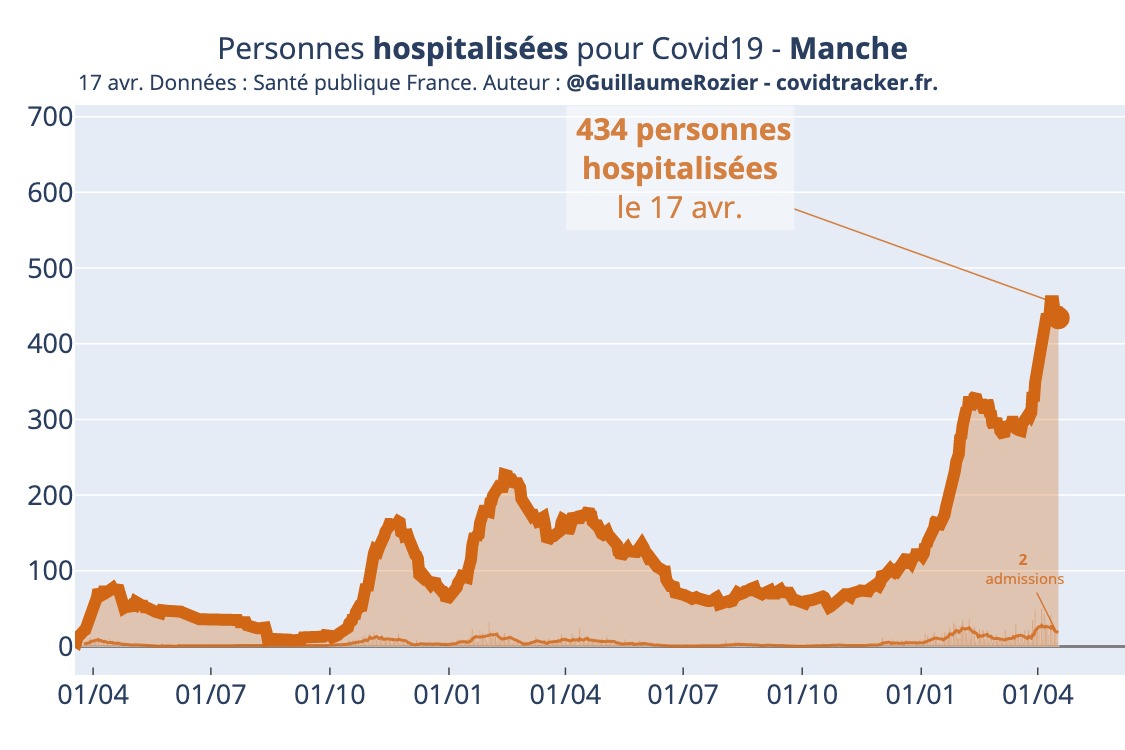 Personnes hospitalisées pour Covid19 - Manche
17 avr. Données : Santé publique France. Auteur : @GuillaumeRozier - covidtracker.fr.
700
434 personnes
hospitalisées
le 17 avr.
600
500
400
300
200
100
0
2
admissions
01/04 01/07 01/10 01/01 01/04 01/07 01/10 01/01 01/04